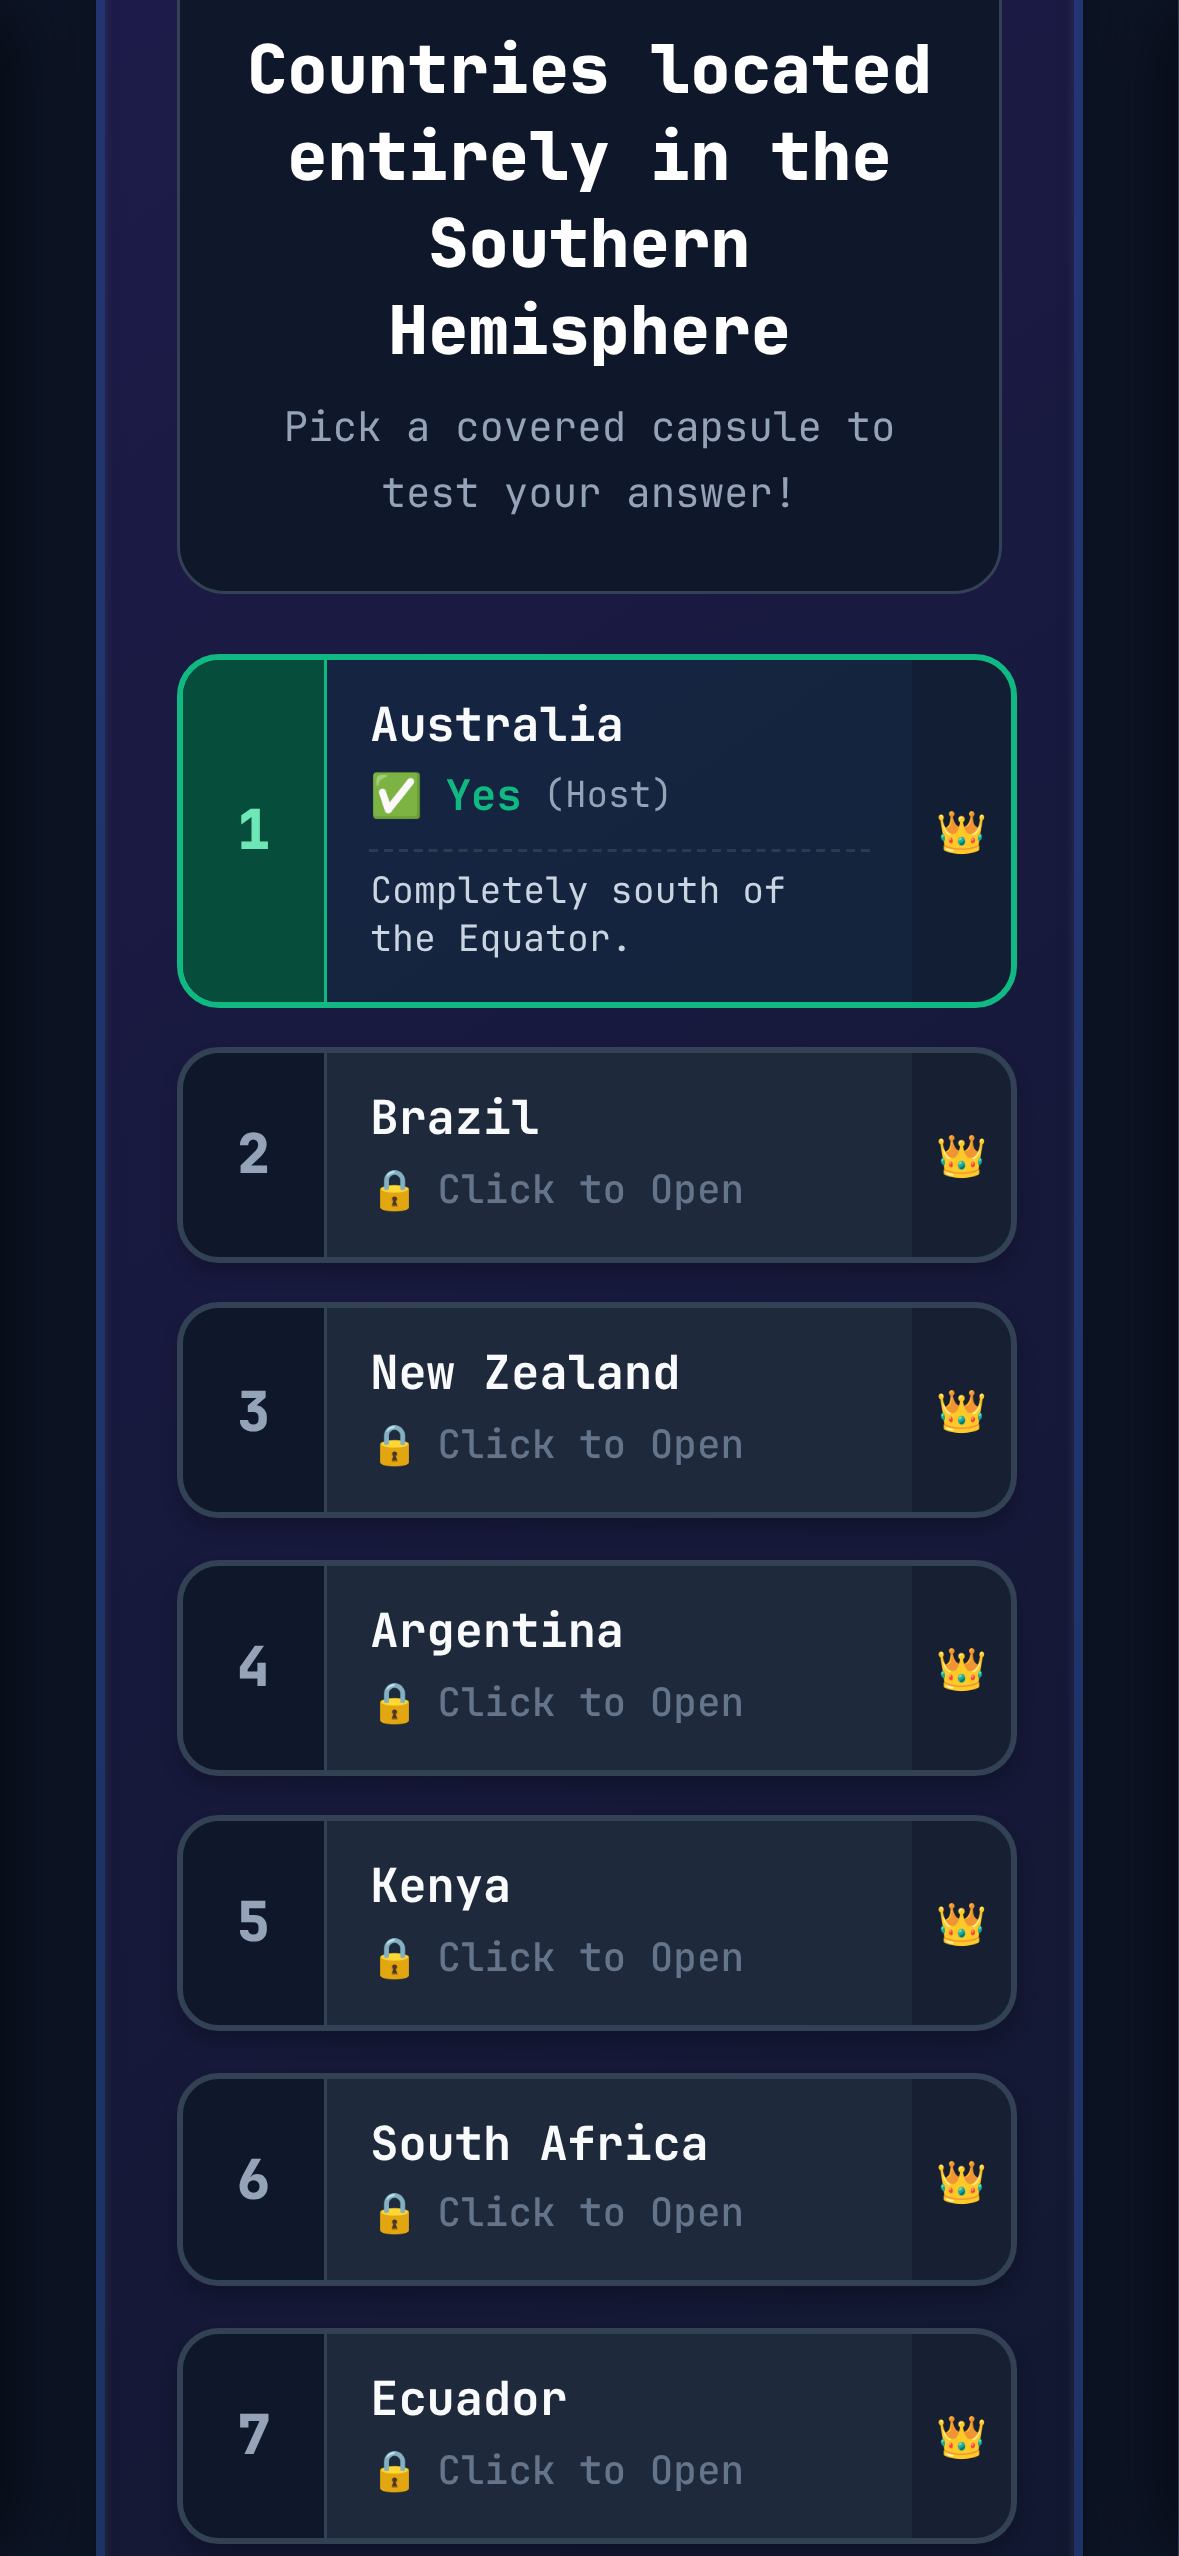 Countries located
entirely in the
Southern
Hemisphere
Pick a covered capsule to
test your answer!
1
Australia
✅ Yes (Host)
Completely south of
the Equator.
2
Brazil
🔒 Click to Open
3
New Zealand
🔒 Click to Open
4
Argentina
🔒 Click to Open
5
Kenya
🔒 Click to Open
6
South Africa
🔒 Click to Open
7
Ecuador
🔒 Click to Open